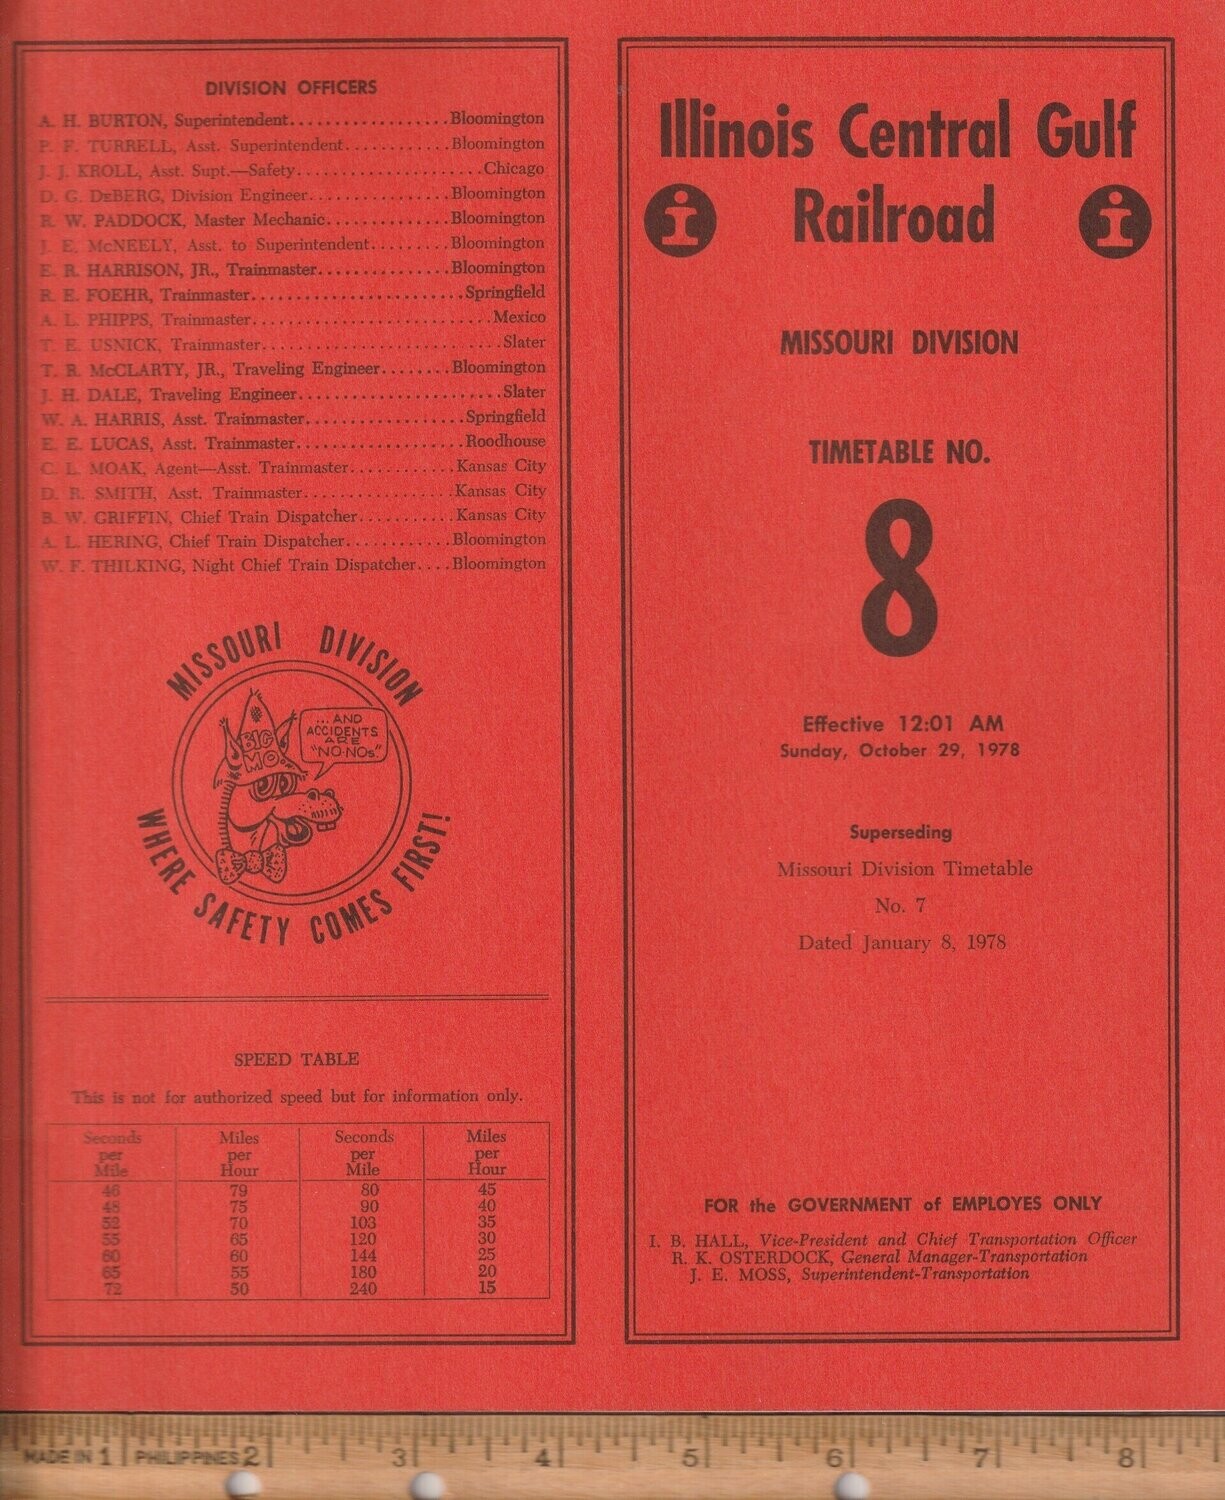 DIVISION OFFICERS
A. H. BURTON, Superintendent..................Bloomington
P. F. TURRELL, Asst. Superintendent............Bloomington
J. J. KROLL, Asst. Supt.—Safety.....................Chicago
D. G. DEBERG, Division Engineer...............Bloomington
R. W. PADDOCK, Master Mechanic.............Bloomington
J. E. MCNEELY, Asst. to Superintendent.........Bloomington
E. R. HARRISON, JR., Trainmaster..............Bloomington
R. E. FOEHR, Trainmaster.......................Springfield
A. L. PHIPPS, Trainmaster..........................Mexico
T. E. USNICK, Trainmaster..........................Slater
T. R. MCCLARTY, JR., Traveling Engineer........Bloomington
J. H. DALE, Traveling Engineer......................Slater
W. A. HARRIS, Asst. Trainmaster.................Springfield
E. E. LUCAS, Asst. Trainmaster..................Roodhouse
C. L. MOAK, Agent—Asst. Trainmaster............Kansas City
D. R. SMITH, Asst. Trainmaster.................Kansas City
B. W. GRIFFIN, Chief Train Dispatcher...........Kansas City
A. L. HERING, Chief Train Dispatcher............Bloomington
W. F. THILKING, Night Chief Train Dispatcher....Bloomington
MISSOURI DIVISION
BIG
MO.
...AND
ACCIDENTS
ARE
"NO-NOs."
WHERE SAFETY COMES FIRST!
SPEED TABLE
This is not for authorized speed but for information only.
Seconds per Mile Miles per Hour Seconds per Mile Miles per Hour
46 79 80 45
48 75 90 40
52 70 103 35
55 65 120 30
60 60 144 25
65 55 180 20
72 50 240 15
Illinois Central Gulf
i Railroad i
MISSOURI DIVISION
TIMETABLE NO.
8
Effective 12:01 AM
Sunday, October 29, 1978
Superseding
Missouri Division Timetable
No. 7
Dated January 8, 1978
FOR the GOVERNMENT of EMPLOYES ONLY
I. B. HALL, Vice-President and Chief Transportation Officer
R. K. OSTERDOCK, General Manager-Transportation
J. E. MOSS, Superintendent-Transportation
MADE IN 1 PHILIPPINES 2 3 4 5 6 7 8